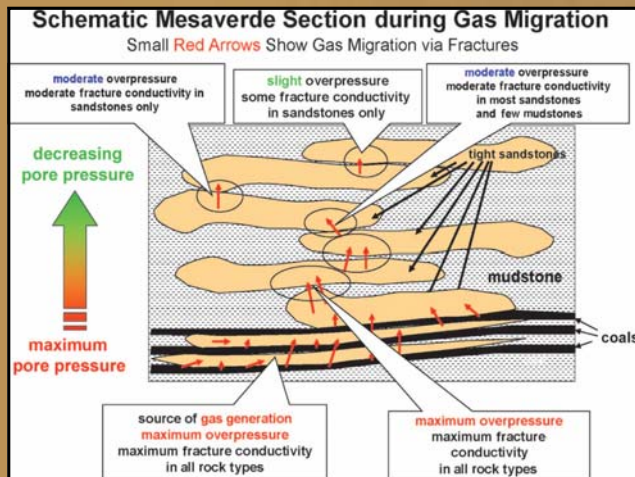 Schematic Mesaverde Section during Gas Migration
Small Red Arrows Show Gas Migration via Fractures
moderate overpressure
moderate fracture conductivity in
sandstones only
slight overpressure
some fracture conductivity
in sandstones only
moderate overpressure
moderate fracture conductivity
in most sandstones
and few mudstones
decreasing
pore pressure
tight sandstones
mudstone
maximum
pore pressure
coals
source of gas generation
maximum overpressure
maximum fracture conductivity
in all rock types
maximum overpressure
maximum fracture
conductivity
in all rock types